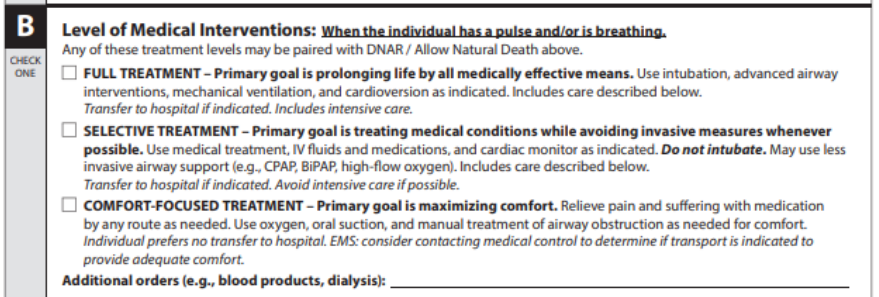 B
CHECK
ONE
Level of Medical Interventions: When the individual has a pulse and/or is breathing.
Any of these treatment levels may be paired with DNAR / Allow Natural Death above.
FULL TREATMENT – Primary goal is prolonging life by all medically effective means. Use intubation, advanced airway
interventions, mechanical ventilation, and cardioversion as indicated. Includes care described below.
Transfer to hospital if indicated. Includes intensive care.
SELECTIVE TREATMENT – Primary goal is treating medical conditions while avoiding invasive measures whenever
possible. Use medical treatment, IV fluids and medications, and cardiac monitor as indicated. Do not intubate. May use less
invasive airway support (e.g., CPAP, BiPAP, high-flow oxygen). Includes care described below.
Transfer to hospital if indicated. Avoid intensive care if possible.
COMFORT-FOCUSED TREATMENT – Primary goal is maximizing comfort. Relieve pain and suffering with medication
by any route as needed. Use oxygen, oral suction, and manual treatment of airway obstruction as needed for comfort.
Individual prefers no transfer to hospital. EMS: consider contacting medical control to determine if transport is indicated to
provide adequate comfort.
Additional orders (e.g., blood products, dialysis):